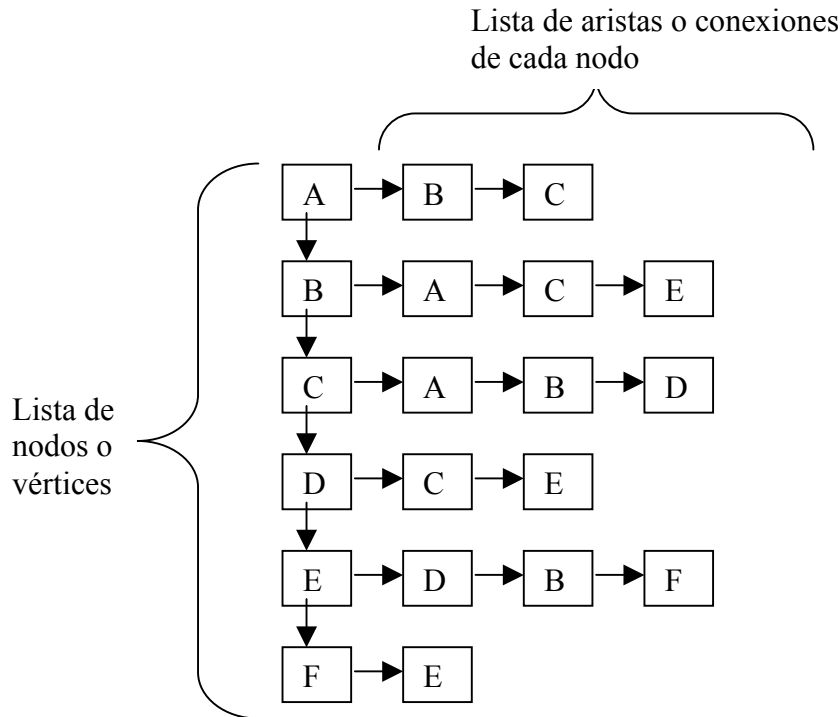 Lista de aristas o conexiones
de cada nodo
A B C
B A C E
C A B D
Lista de
nodos o
vértices
D C E
E D B F
F E